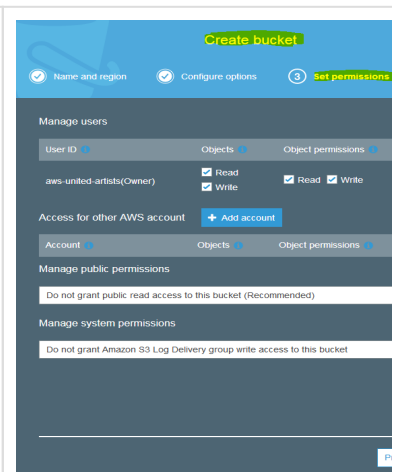 Create bucket
Name and region Configure options 3 Set permissions
Manage users
User ID Objects Object permissions
aws-united-artists(Owner) Read Read Write
Write
Access for other AWS account + Add account
Account Objects Object permissions
Manage public permissions
Do not grant public read access to this bucket (Recommended)
Manage system permissions
Do not grant Amazon S3 Log Delivery group write access to this bucket